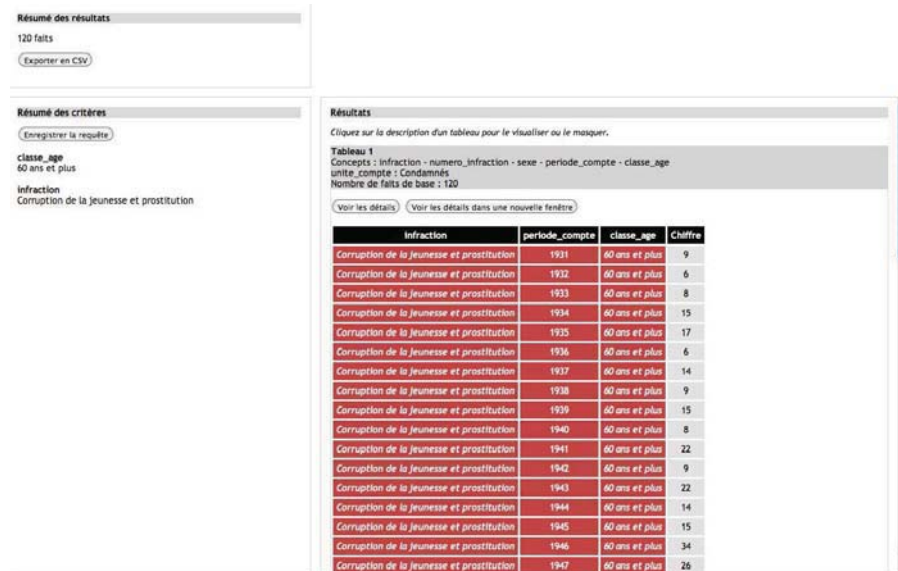 Résumé des résultats
120 faits
Exporter en CSV
Résumé des critères
Enregistrer la requête
classe_age
60 ans et plus
infraction
Corruption de la jeunesse et prostitution
Résultats
Cliquez sur la description d'un tableau pour le visualiser ou le masquer.
Tableau 1
Concepts : infraction - numero_infraction - sexe - periode_compte - classe_age
unite_compte : Condamnés
Nombre de faits de base : 120
Voir les détails Voir les détails dans une nouvelle fenêtre
infraction periode_compte classe_age Chiffre
Corruption de la jeunesse et prostitution 1931 60 ans et plus 9
Corruption de la jeunesse et prostitution 1932 60 ans et plus 6
Corruption de la jeunesse et prostitution 1933 60 ans et plus 8
Corruption de la jeunesse et prostitution 1934 60 ans et plus 15
Corruption de la jeunesse et prostitution 1935 60 ans et plus 17
Corruption de la jeunesse et prostitution 1936 60 ans et plus 6
Corruption de la jeunesse et prostitution 1937 60 ans et plus 14
Corruption de la jeunesse et prostitution 1938 60 ans et plus 9
Corruption de la jeunesse et prostitution 1939 60 ans et plus 15
Corruption de la jeunesse et prostitution 1940 60 ans et plus 8
Corruption de la jeunesse et prostitution 1941 60 ans et plus 22
Corruption de la jeunesse et prostitution 1942 60 ans et plus 9
Corruption de la jeunesse et prostitution 1943 60 ans et plus 22
Corruption de la jeunesse et prostitution 1944 60 ans et plus 14
Corruption de la jeunesse et prostitution 1945 60 ans et plus 15
Corruption de la jeunesse et prostitution 1946 60 ans et plus 34
Corruption de la jeunesse et prostitution 1947 60 ans et plus 26